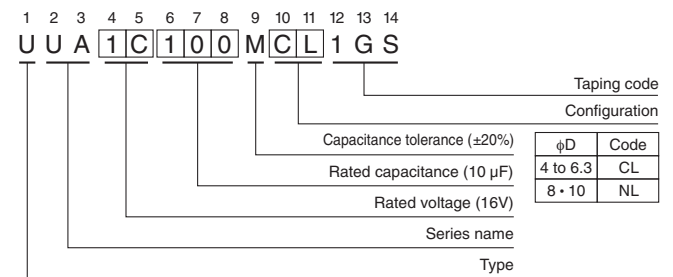 1 2 3 4 5 6 7 8 9 10 11 12 13 14
U U A 1 C 1 0 0 M C L 1 G S
Taping code
Configuration
Capacitance tolerance (±20%)
Rated capacitance (10 µF)
Rated voltage (16V)
Series name
Type
ϕD Code
4 to 6.3 CL
8 • 10 NL